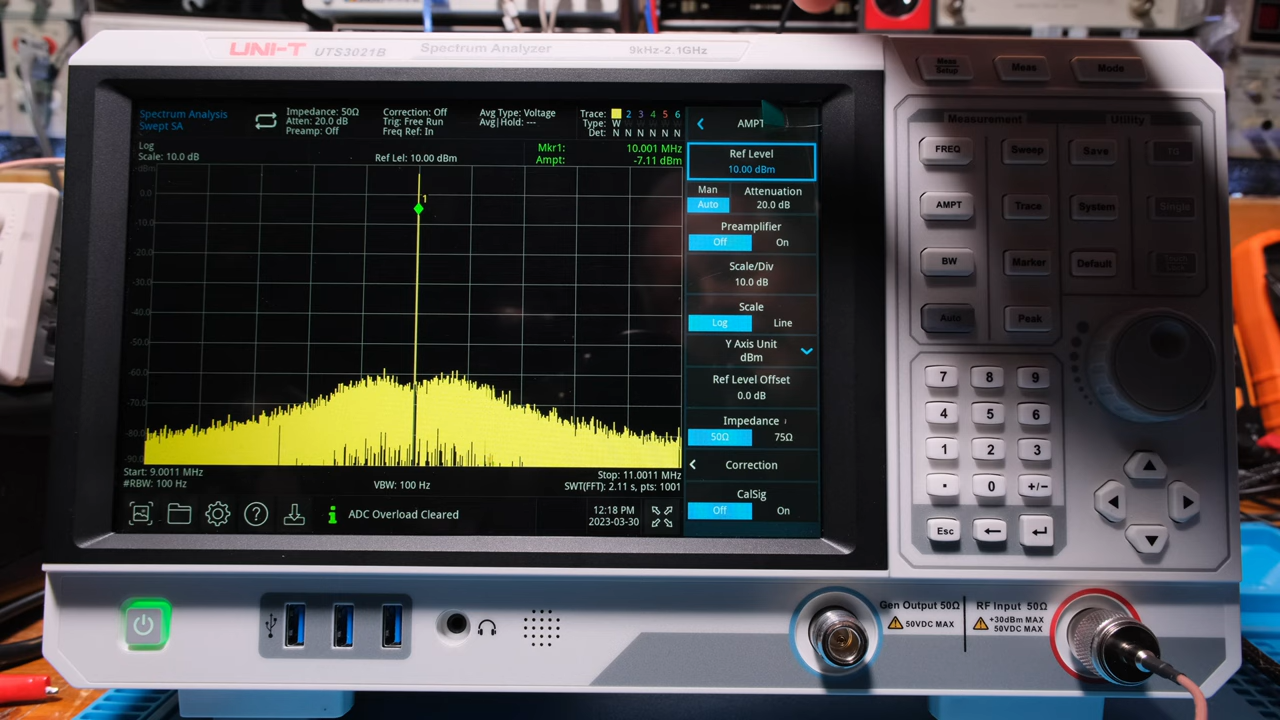 UNI-T UTS3021B Spectrum Analyzer 9kHz-2.1GHz
Spectrum Analysis
Swept SA
Impedance: 50Ω
Atten: 20.0 dB
Preamp: Off
Correction: Off
Trig: Free Run
Freq Ref: In
Avg Type: Voltage
Avg|Hold: ---
Trace: 2 3 4 5 6
Type: W
Det: N N N N N N
Log
Scale: 10.0 dB
Ref Lel: 10.00 dBm
Mkr1: 10.001 MHz
Ampt: -7.11 dBm
dBm
0.0
-10.0
-20.0
-30.0
-40.0
-50.0
-60.0
-70.0
-80.0
-90.0
1
Start: 9.0011 MHz
#RBW: 100 Hz
VBW: 100 Hz
Stop: 11.0011 MHz
SWT(FFT): 2.11 s, pts: 1001
ADC Overload Cleared
12:18 PM
2023-03-30
AMPT
Ref Level
10.00 dBm
Man
Auto
Attenuation
20.0 dB
Preamplifier
Off On
Scale/Div
10.0 dB
Scale
Log Line
Y Axis Unit
dBm
Ref Level Offset
0.0 dB
Impedance
50Ω 75Ω
Correction
CalSig
Off On
Meas Setup
Meas
Mode
Measurement
Utility
FREQ
Sweep
Save
AMPT
Trace
System
Single
BW
Marker
Default
Touch Lock
Auto
Peak
7 8 9
4 5 6
1 2 3
. 0 +/-
Esc
Gen Output 50Ω
50VDC MAX
RF Input 50Ω
+30dBm MAX
50VDC MAX